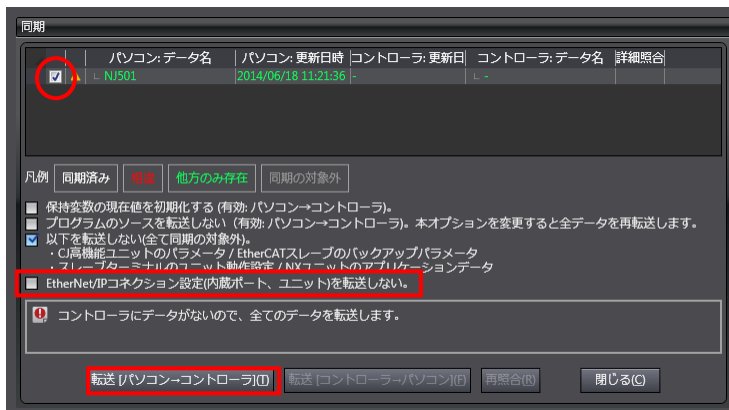 同期
パソコン: データ名 パソコン: 更新日時 コントローラ: 更新日 コントローラ: データ名 詳細照合
NJ501 2014/06/18 11:21:36 - -
凡例 同期済み 相違 他方のみ存在 同期の対象外
保持変数の現在値を初期化する (有効: パソコン→コントローラ)。
プログラムのソースを転送しない (有効: パソコン→コントローラ)。本オプションを変更すると全データを再転送します。
以下を転送しない(全て同期の対象外)。
・CJ高機能ユニットのパラメータ / EtherCATスレーブのバックアップパラメータ
・スレーブターミナルのユニット動作設定 / NXユニットのアプリケーションデータ
EtherNet/IPコネクション設定(内蔵ポート、ユニット)を転送しない。
コントローラにデータがないので、全てのデータを転送します。
転送 [パソコン→コントローラ](T) 転送 [コントローラ→パソコン](F) 再照合(R) 閉じる(C)